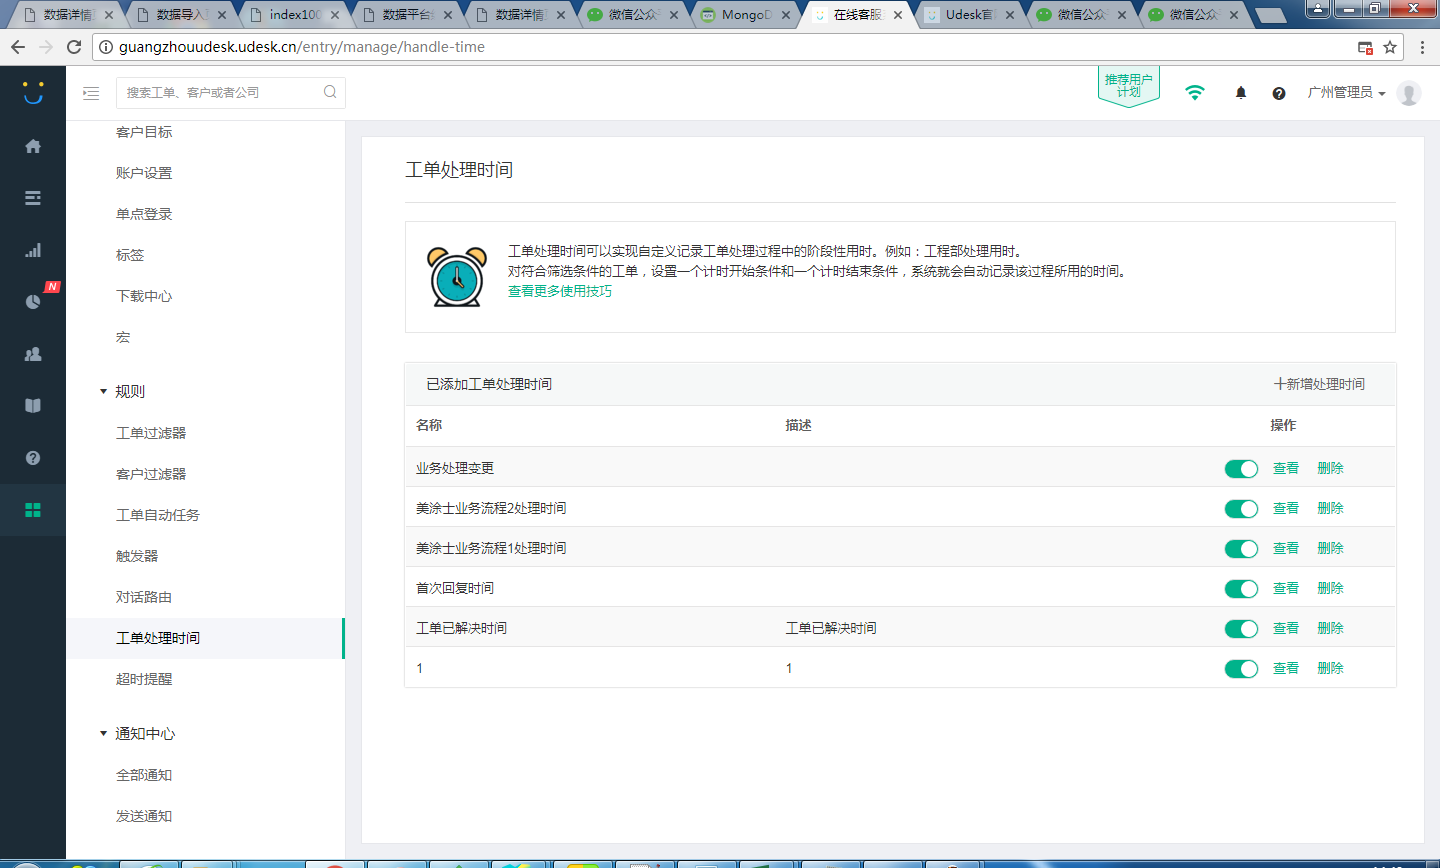 数据详情
数据导入
index100
数据平台
数据详情
微信公众
微信公众
MongoD
在线客服
Udesk官
微信公众
微信公众
guangzhouudesk.udesk.cn/entry/manage/handle-time
搜索工单、客户或者公司
推荐用户
计划
广州管理员
N
客户目标
账户设置
单点登录
标签
下载中心
宏
规则
工单过滤器
客户过滤器
工单自动任务
触发器
对话路由
工单处理时间
超时提醒
通知中心
全部通知
发送通知
工单处理时间
工单处理时间可以实现自定义记录工单处理过程中的阶段性用时。例如：工程部处理用时。
对符合筛选条件的工单，设置一个计时开始条件和一个计时结束条件，系统就会自动记录该过程所用的时间。
查看更多使用技巧
已添加工单处理时间 十新增处理时间
名称 描述 操作
业务处理变更 查看 删除
美涂士业务流程2处理时间 查看 删除
美涂士业务流程1处理时间 查看 删除
首次回复时间 查看 删除
工单已解决时间 工单已解决时间 查看 删除
1 1 查看 删除